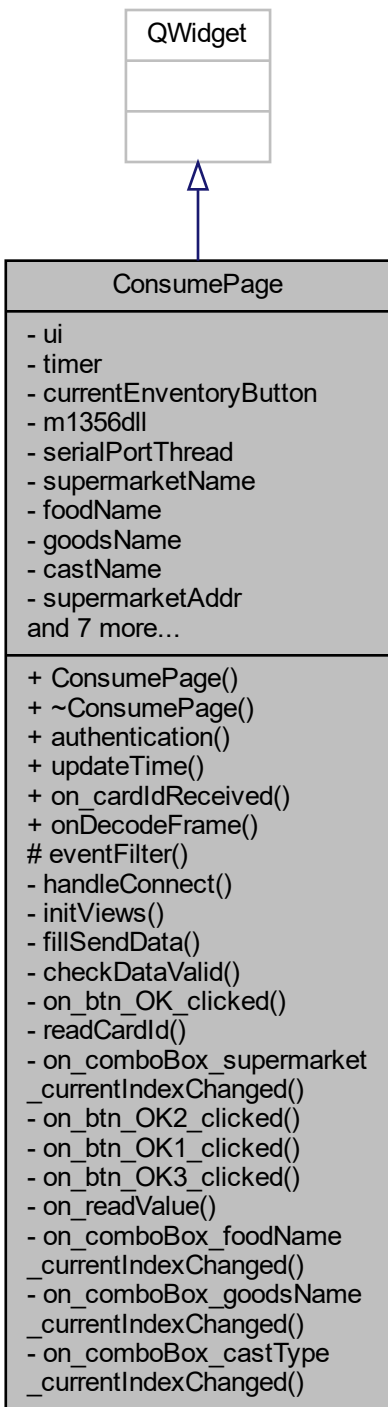 QWidget
ConsumePage
- ui
- timer
- currentEnventoryButton
- m1356dll
- serialPortThread
- supermarketName
- foodName
- goodsName
- castName
- supermarketAddr
and 7 more...
+ ConsumePage()
+ ~ConsumePage()
+ authentication()
+ updateTime()
+ on_cardIdReceived()
+ onDecodeFrame()
# eventFilter()
- handleConnect()
- initViews()
- fillSendData()
- checkDataValid()
- on_btn_OK_clicked()
- readCardId()
- on_comboBox_supermarket
_currentIndexChanged()
- on_btn_OK2_clicked()
- on_btn_OK1_clicked()
- on_btn_OK3_clicked()
- on_readValue()
- on_comboBox_foodName
_currentIndexChanged()
- on_comboBox_goodsName
_currentIndexChanged()
- on_comboBox_castType
_currentIndexChanged()